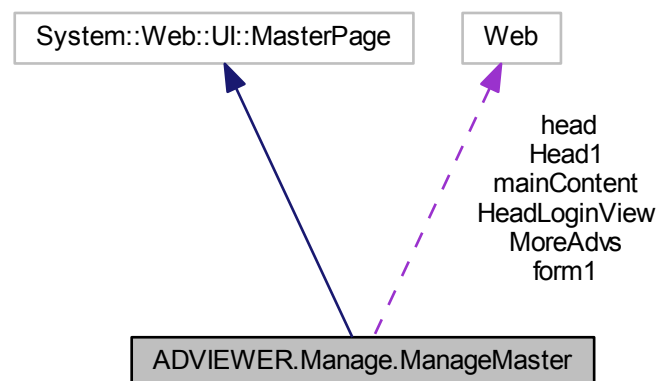 System::Web::UI::MasterPage
Web
head
Head1
mainContent
HeadLoginView
MoreAdvs
form1
ADVIEWER.Manage.ManageMaster